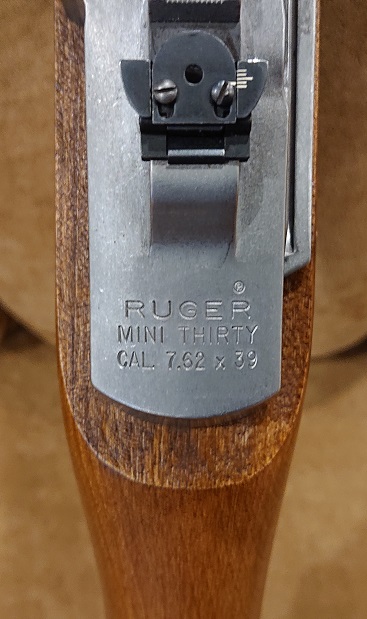 ®
RUGER
MINI THIRTY
CAL. 7.62 x 39